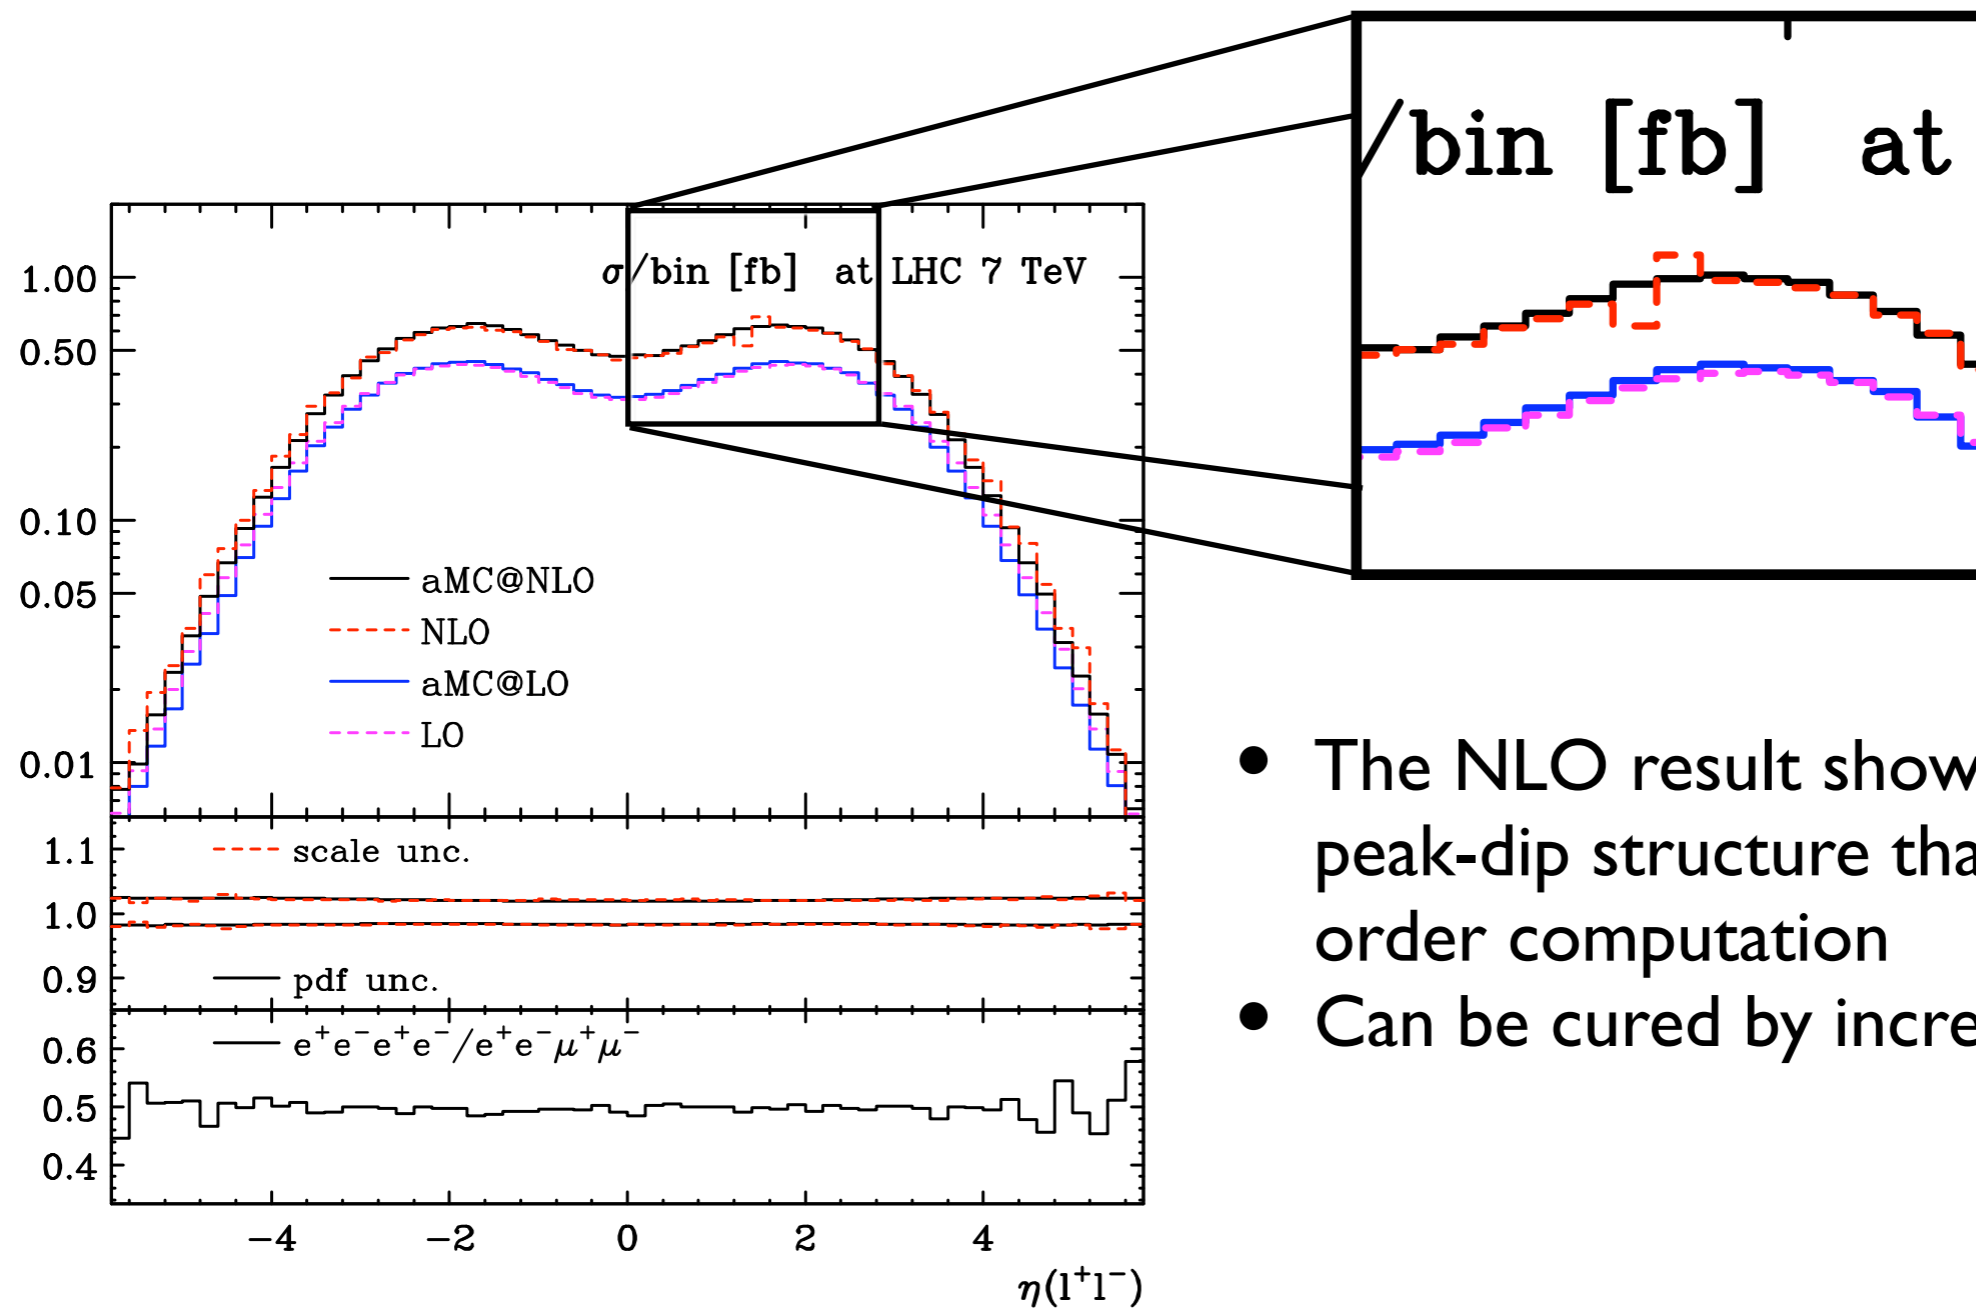 /bin [fb] at
σ/bin [fb] at LHC 7 TeV
1.00
0.50
0.10
0.05
0.01
aMC@NLO
NLO
aMC@LO
LO
1.1
1.0
0.9
scale unc.
pdf unc.
0.6
0.5
0.4
e⁺e⁻e⁺e⁻/e⁺e⁻μ⁺μ⁻
−4 −2 0 2 4
η(l⁺l⁻)
• The NLO result show
peak-dip structure tha
order computation
• Can be cured by incre